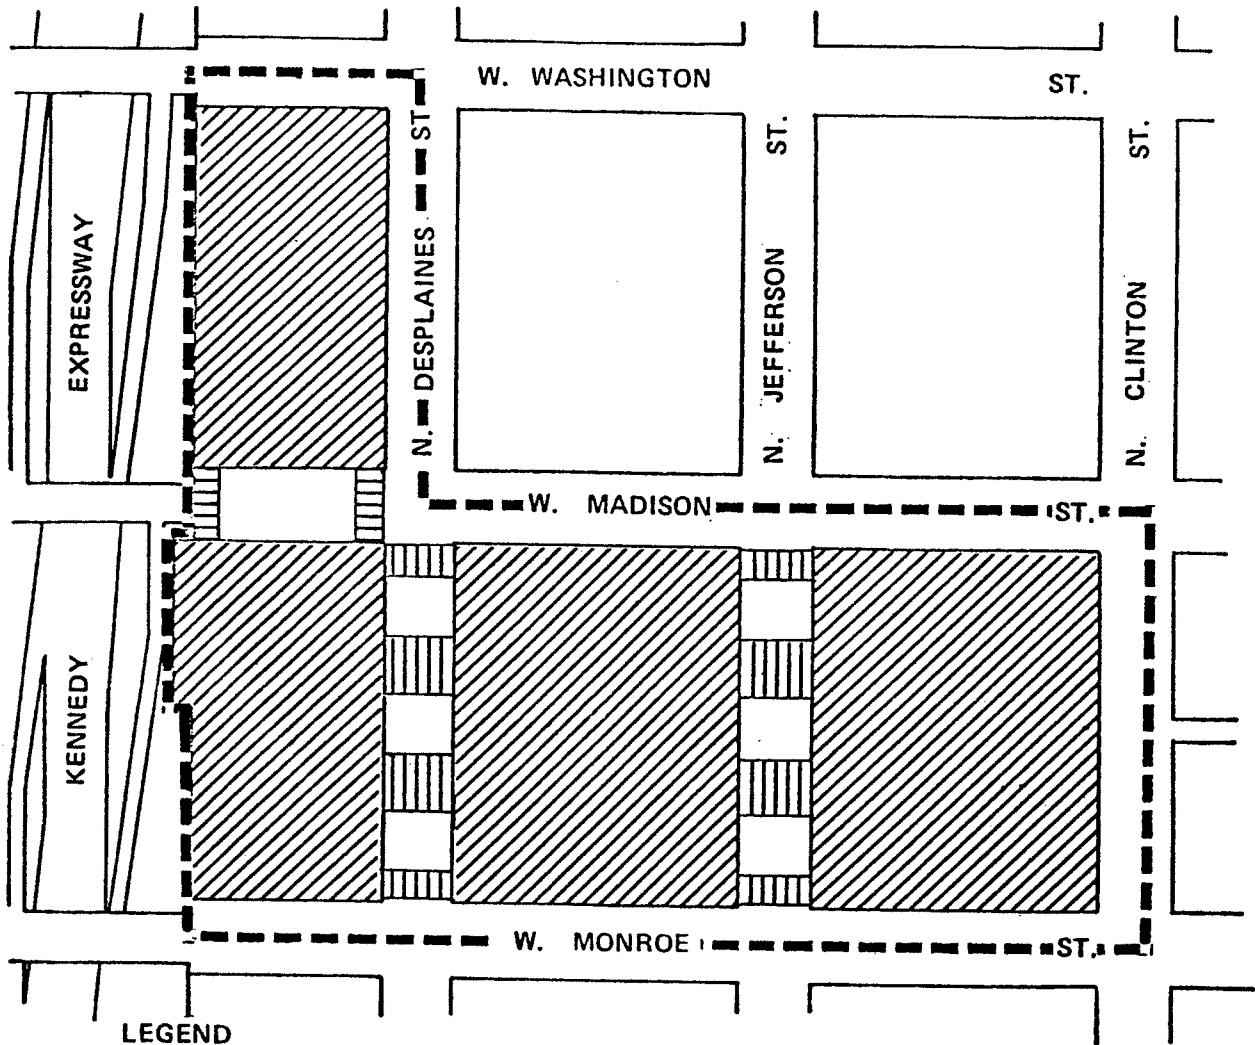 W. WASHINGTON ST.
N. DESPLAINES ST
N. JEFFERSON ST.
N. CLINTON ST.
EXPRESSWAY
W. MADISON ST.
KENNEDY
W. MONROE ST.
LEGEND